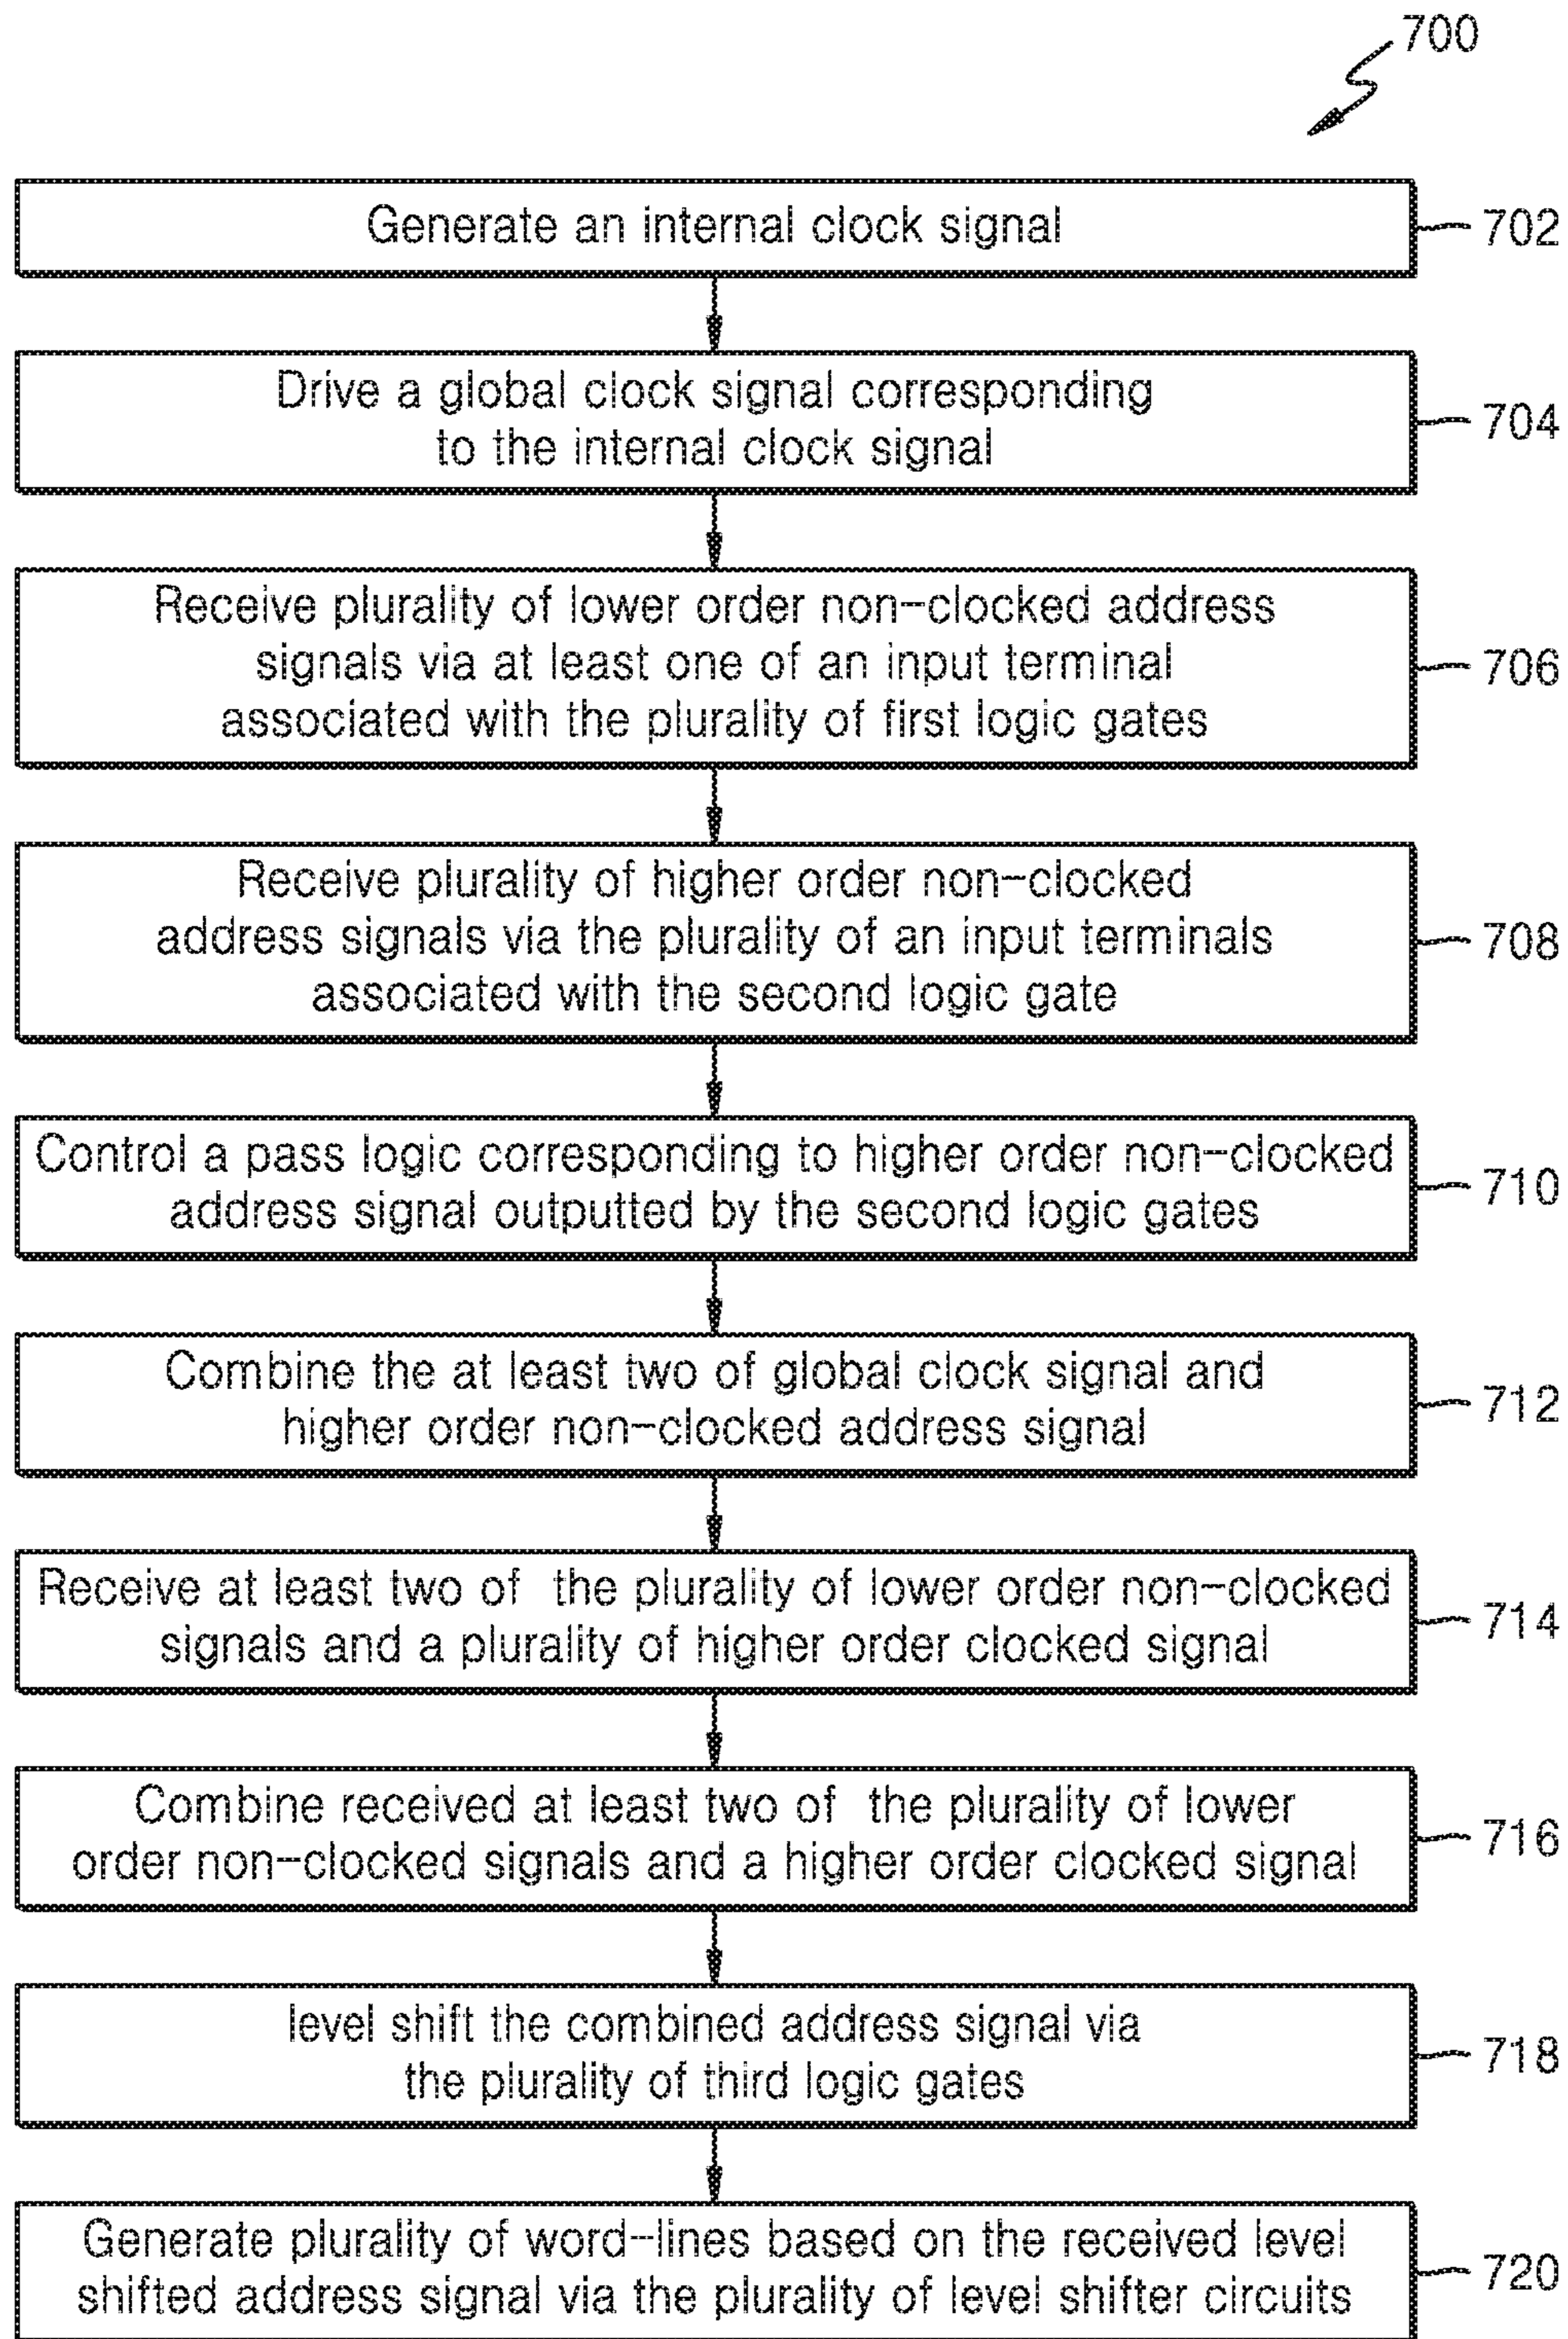 700
Generate an internal clock signal
702
Drive a global clock signal corresponding
to the internal clock signal
704
Receive plurality of lower order non-clocked address
signals via at least one of an input terminal
associated with the plurality of first logic gates
706
Receive plurality of higher order non-clocked
address signals via the plurality of an input terminals
associated with the second logic gate
708
Control a pass logic corresponding to higher order non-clocked
address signal outputted by the second logic gates
710
Combine the at least two of global clock signal and
higher order non-clocked address signal
712
Receive at least two of the plurality of lower order non-clocked
signals and a plurality of higher order clocked signal
714
Combine received at least two of the plurality of lower
order non-clocked signals and a higher order clocked signal
716
level shift the combined address signal via
the plurality of third logic gates
718
Generate plurality of word-lines based on the received level
shifted address signal via the plurality of level shifter circuits
720